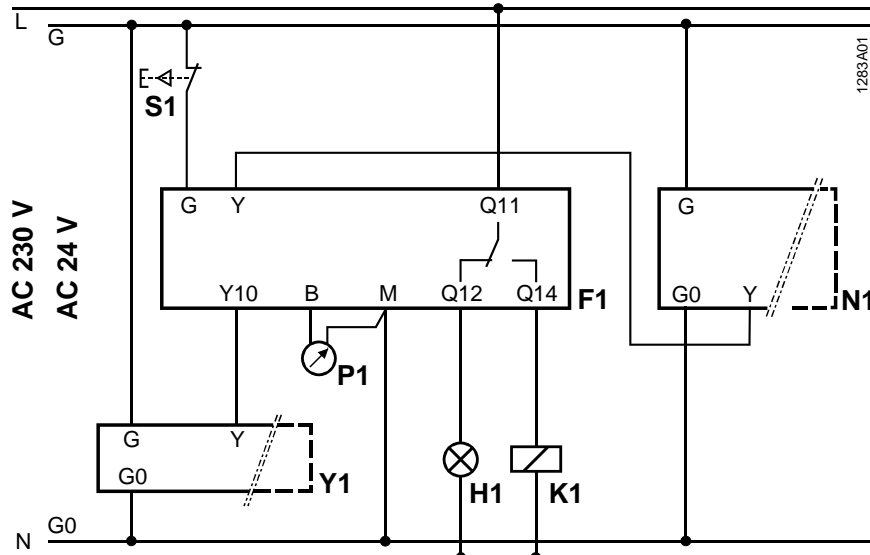 L
G
1283A01
S1
AC 230 V
AC 24 V
G Y Q11
G
Y10 B M Q12 Q14
F1
G0 Y
N1
P1
G Y
G0
Y1
H1
K1
G0
N